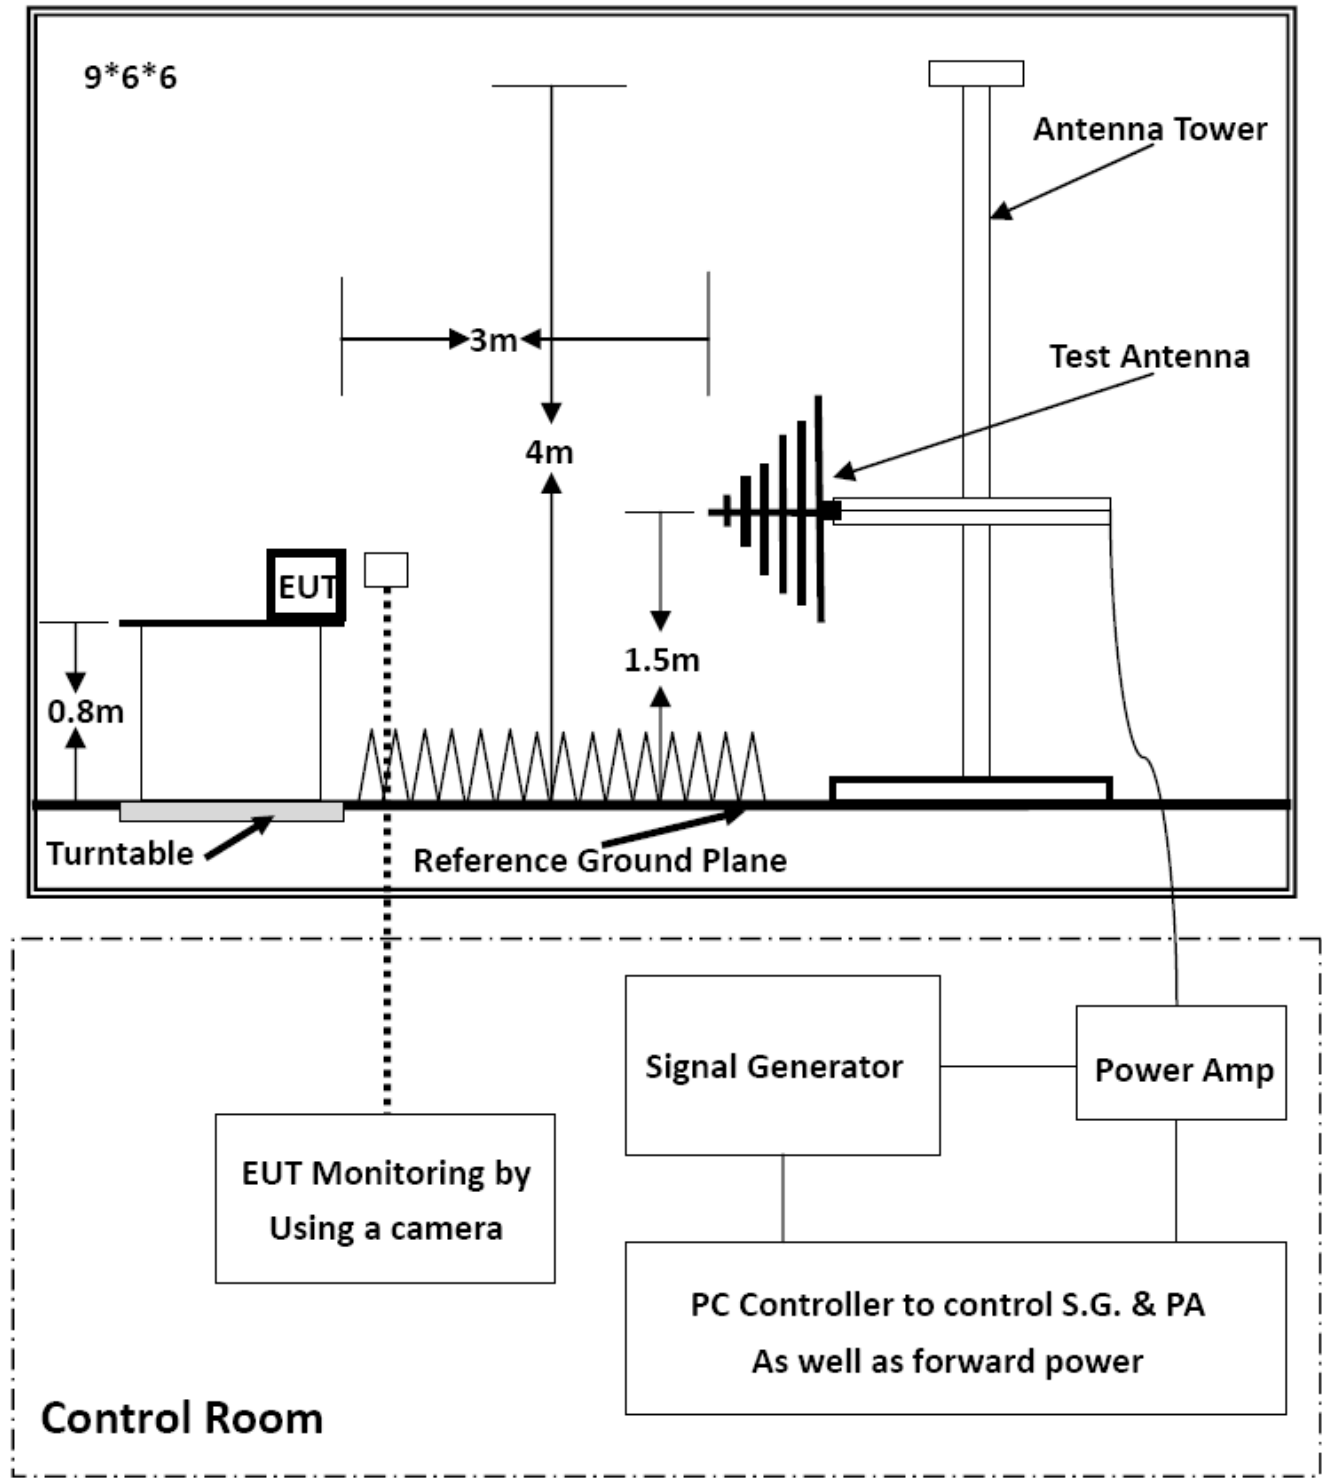 9*6*6
Antenna Tower
3m
Test Antenna
4m
EUT
1.5m
0.8m
Turntable
Reference Ground Plane
Signal Generator
Power Amp
EUT Monitoring by
Using a camera
PC Controller to control S.G. & PA
As well as forward power
Control Room